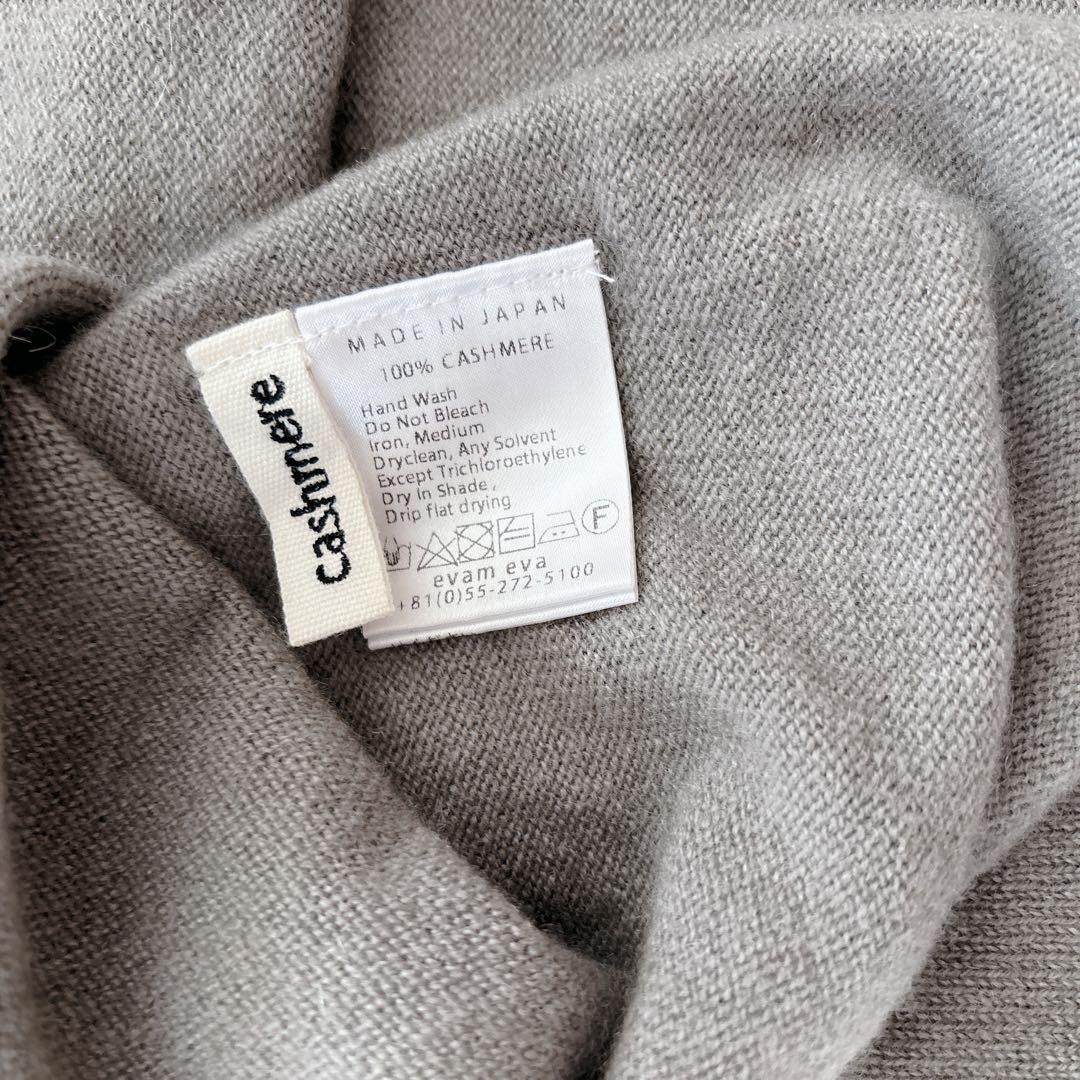 cashmere
MADE IN JAPAN
100% CASHMERE
Hand Wash
Do Not Bleach
Iron, Medium
Dryclean, Any Solvent
Except Trichloroethylene
Dry In Shade,
Drip flat drying
F
evam eva
+81(0)55-272-5100